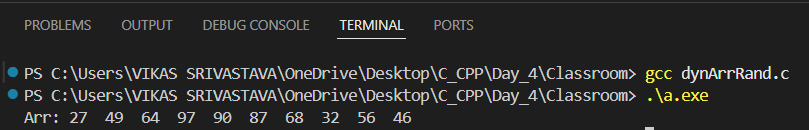 PROBLEMS OUTPUT DEBUG CONSOLE TERMINAL PORTS
PS C:\Users\VIKAS SRIVASTAVA\OneDrive\Desktop\C_CPP\Day_4\Classroom> gcc dynArrRand.c
PS C:\Users\VIKAS SRIVASTAVA\OneDrive\Desktop\C_CPP\Day_4\Classroom> .\a.exe
Arr: 27 49 64 97 90 87 68 32 56 46